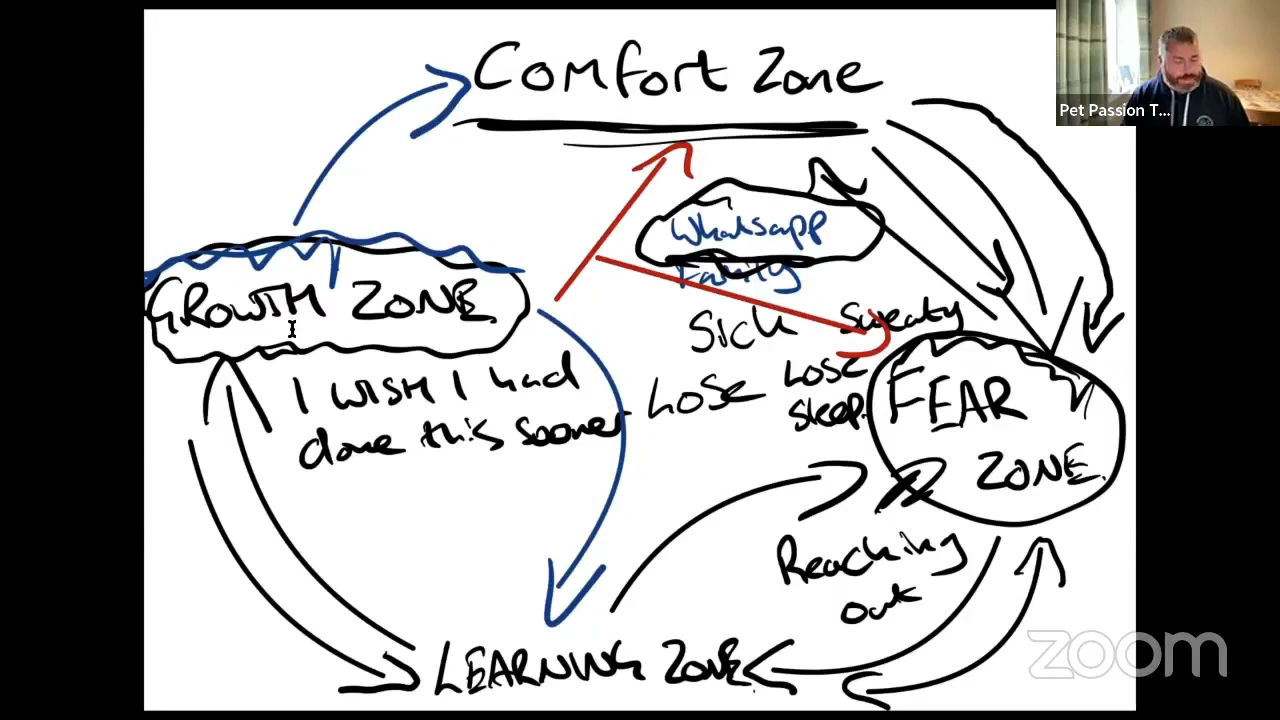 Comfort Zone
Pet Passion T...
Whatsapp
Family
GROWTH ZONE
Sick
Sweaty
I WISH I had
done this sooner
Lose
Lose
sleep.
FEAR
ZONE.
Reaching
out
LEARNING ZONE
zoom